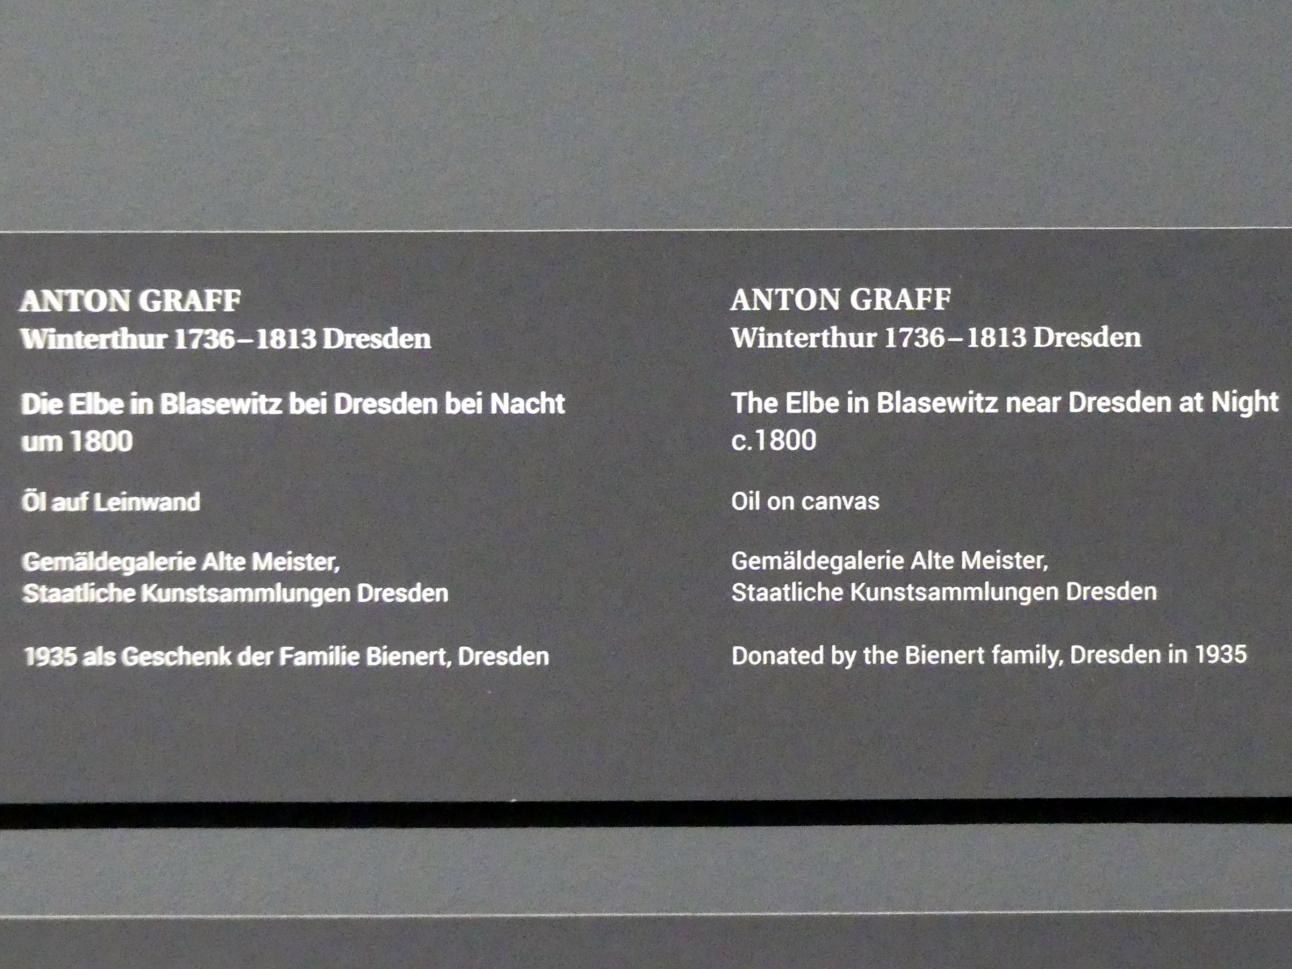 ANTON GRAFF
Winterthur 1736–1813 Dresden
Die Elbe in Blasewitz bei Dresden bei Nacht
um 1800
Öl auf Leinwand
Gemäldegalerie Alte Meister,
Staatliche Kunstsammlungen Dresden
1935 als Geschenk der Familie Bienert, Dresden
ANTON GRAFF
Winterthur 1736–1813 Dresden
The Elbe in Blasewitz near Dresden at Night
c.1800
Oil on canvas
Gemäldegalerie Alte Meister,
Staatliche Kunstsammlungen Dresden
Donated by the Bienert family, Dresden in 1935